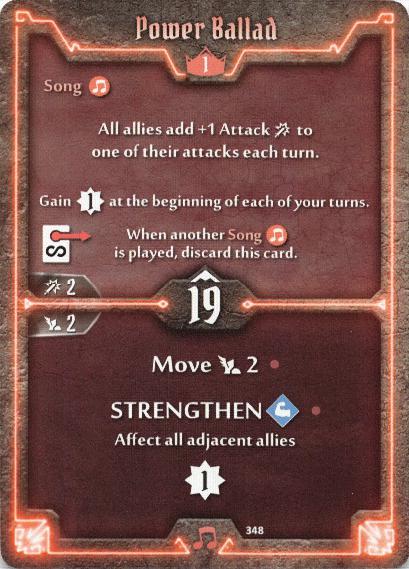 Power Ballad
1
Song
All allies add +1 Attack to
one of their attacks each turn.
Gain 1 at the beginning of each of your turns.
When another Song
is played, discard this card.
2
19
2
Move 2
STRENGTHEN
Affect all adjacent allies
1
348